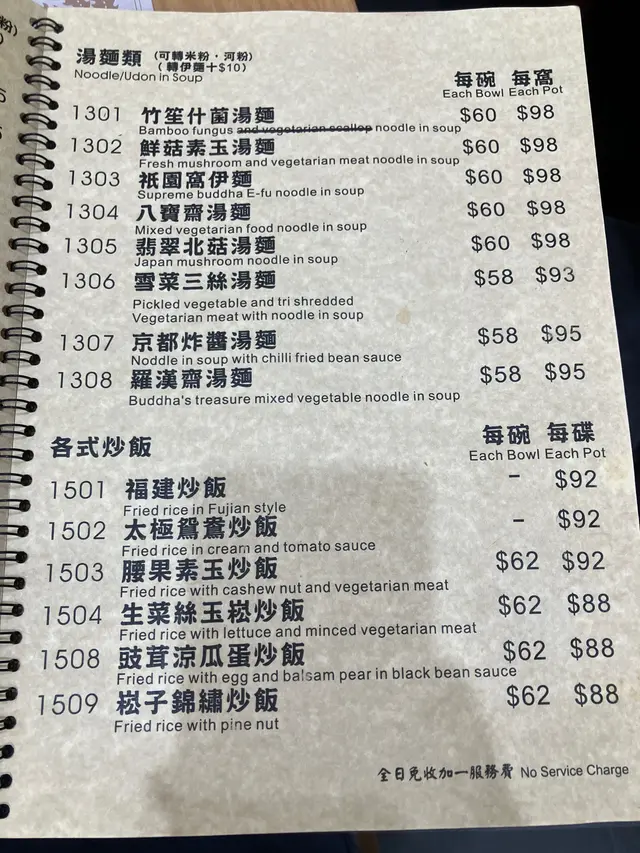 湯麵類 (可轉米粉·河粉)
(轉伊麵十$10)
Noodle/Udon in Soup
每碗 每窩
Each Bowl Each Pot
1301 竹笙什菌湯麵 $60 $98
Bamboo fungus and vegetarian scallop noodle in soup
1302 鮮菇素玉湯麵 $60 $98
Fresh mushroom and vegetarian meat noodle in soup
1303 祇園窩伊麵 $60 $98
Supreme buddha E-fu noodle in soup
1304 八寶齋湯麵 $60 $98
Mixed vegetarian food noodle in soup
1305 翡翠北菇湯麵 $60 $98
Japan mushroom noodle in soup
1306 雪菜三絲湯麵 $58 $93
Pickled vegetable and tri shredded
Vegetarian meat with noodle in soup
1307 京都炸醬湯麵 $58 $95
Noddle in soup with chilli fried bean sauce
1308 羅漢齋湯麵 $58 $95
Buddha's treasure mixed vegetable noodle in soup
各式炒飯 每碗 每碟
Each Bowl Each Pot
1501 福建炒飯 – $92
Fried rice in Fujian style
1502 太極鴛鴦炒飯 – $92
Fried rice in cream and tomato sauce
1503 腰果素玉炒飯 $62 $92
Fried rice with cashew nut and vegetarian meat
1504 生菜絲玉崧炒飯 $62 $88
Fried rice with lettuce and minced vegetarian meat
1508 豉茸涼瓜蛋炒飯 $62 $88
Fried rice with egg and balsam pear in black bean sauce
1509 崧子錦繡炒飯 $62 $88
Fried rice with pine nut
全日免收加一服務費 No Service Charge